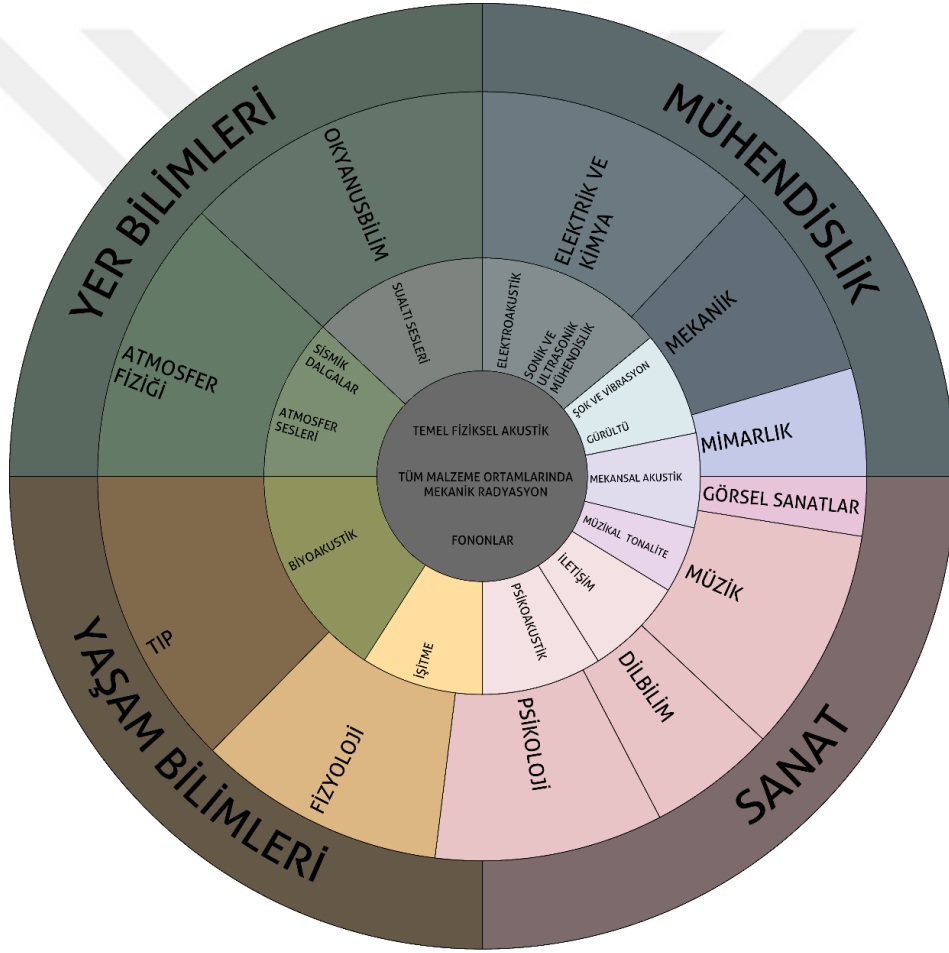 YER BİLİMLERİ
MÜHENDİSLİK
YAŞAM BİLİMLERİ
SANAT
OKYANUSBİLİM
ATMOSFER
FİZİĞİ
ELEKTRİK VE
KİMYA
MEKANİK
MİMARLIK
GÖRSEL SANATLAR
MÜZİK
DİLBİLİM
PSİKOLOJİ
FİZYOLOJİ
TIP
SUALTI SESLERİ
SİSMİK
DALGALAR
ATMOSFER
SESLERİ
ELEKTROAKUSTİK
SONİK VE
ULTRASONİK
MÜHENDİSLİK
ŞOK VE VİBRASYON
GÜRÜLTÜ
MEKANSAL AKUSTİK
MÜZİKAL TONALİTE
İLETİŞİM
PSİKOAKUSTİK
İŞİTME
BİYOAKUSTİK
TEMEL FİZİKSEL AKUSTİK
TÜM MALZEME ORTAMLARINDA
MEKANİK RADYASYON
FONONLAR